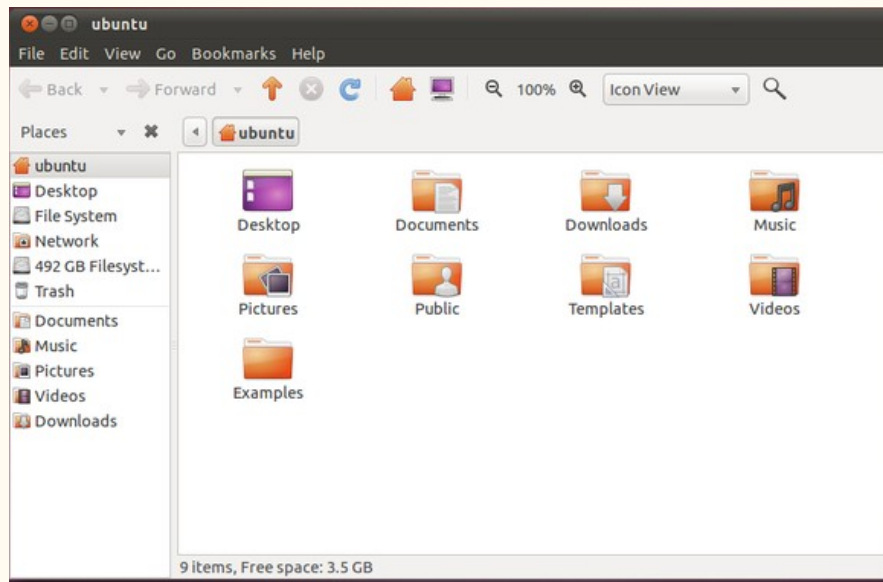 ubuntu
File Edit View Go Bookmarks Help
Back Forward 100% Icon View
Places ubuntu
ubuntu
Desktop
File System
Network
492 GB Filesyst...
Trash
Documents
Music
Pictures
Videos
Downloads
Desktop Documents Downloads Music
Pictures Public Templates Videos
Examples
9 items, Free space: 3.5 GB